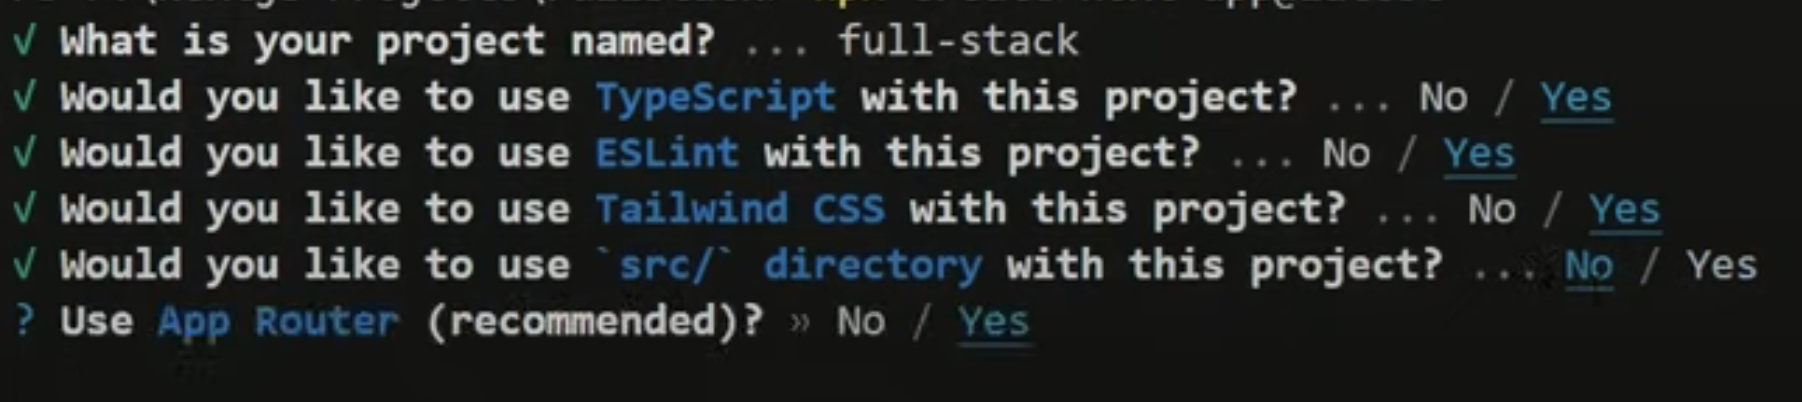 √ What is your project named? ... full-stack
√ Would you like to use TypeScript with this project? ... No / Yes
√ Would you like to use ESLint with this project? ... No / Yes
√ Would you like to use Tailwind CSS with this project? ... No / Yes
√ Would you like to use `src/` directory with this project? ... No / Yes
? Use App Router (recommended)? » No / Yes